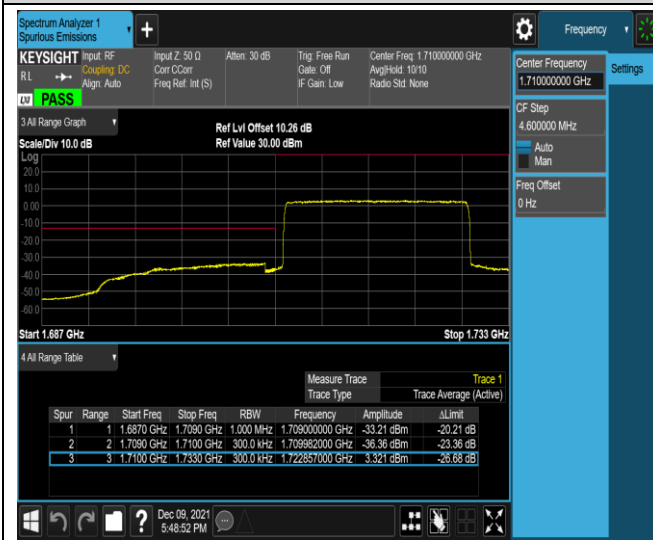 Spectrum Analyzer 1
Spurious Emissions
+
Frequency
KEYSIGHT
RL
Input: RF
Coupling: DC
Align: Auto
Input Z: 50 Ω
Corr CCorr
Freq Ref: Int (S)
Atten: 30 dB
Trig: Free Run
Gate: Off
IF Gain: Low
Center Freq: 1.710000000 GHz
Avg|Hold: 10/10
Radio Std: None
LXI PASS
Center Frequency
1.710000000 GHz
Settings
CF Step
4.600000 MHz
Auto
Man
Freq Offset
0 Hz
3 All Range Graph
Scale/Div 10.0 dB
Ref Lvl Offset 10.26 dB
Ref Value 30.00 dBm
Log
20.0
10.0
0.00
-10.0
-20.0
-30.0
-40.0
-50.0
-60.0
Start 1.687 GHz
Stop 1.733 GHz
4 All Range Table
Measure Trace Trace 1
Trace Type Trace Average (Active)
Spur Range Start Freq Stop Freq RBW Frequency Amplitude ΔLimit
1 1 1.6870 GHz 1.7090 GHz 1.000 MHz 1.709000000 GHz -33.21 dBm -20.21 dB
2 2 1.7090 GHz 1.7100 GHz 300.0 kHz 1.709982000 GHz -36.36 dBm -23.36 dB
3 3 1.7100 GHz 1.7330 GHz 300.0 kHz 1.722857000 GHz 3.321 dBm -26.68 dB
?
Dec 09, 2021
5:48:52 PM